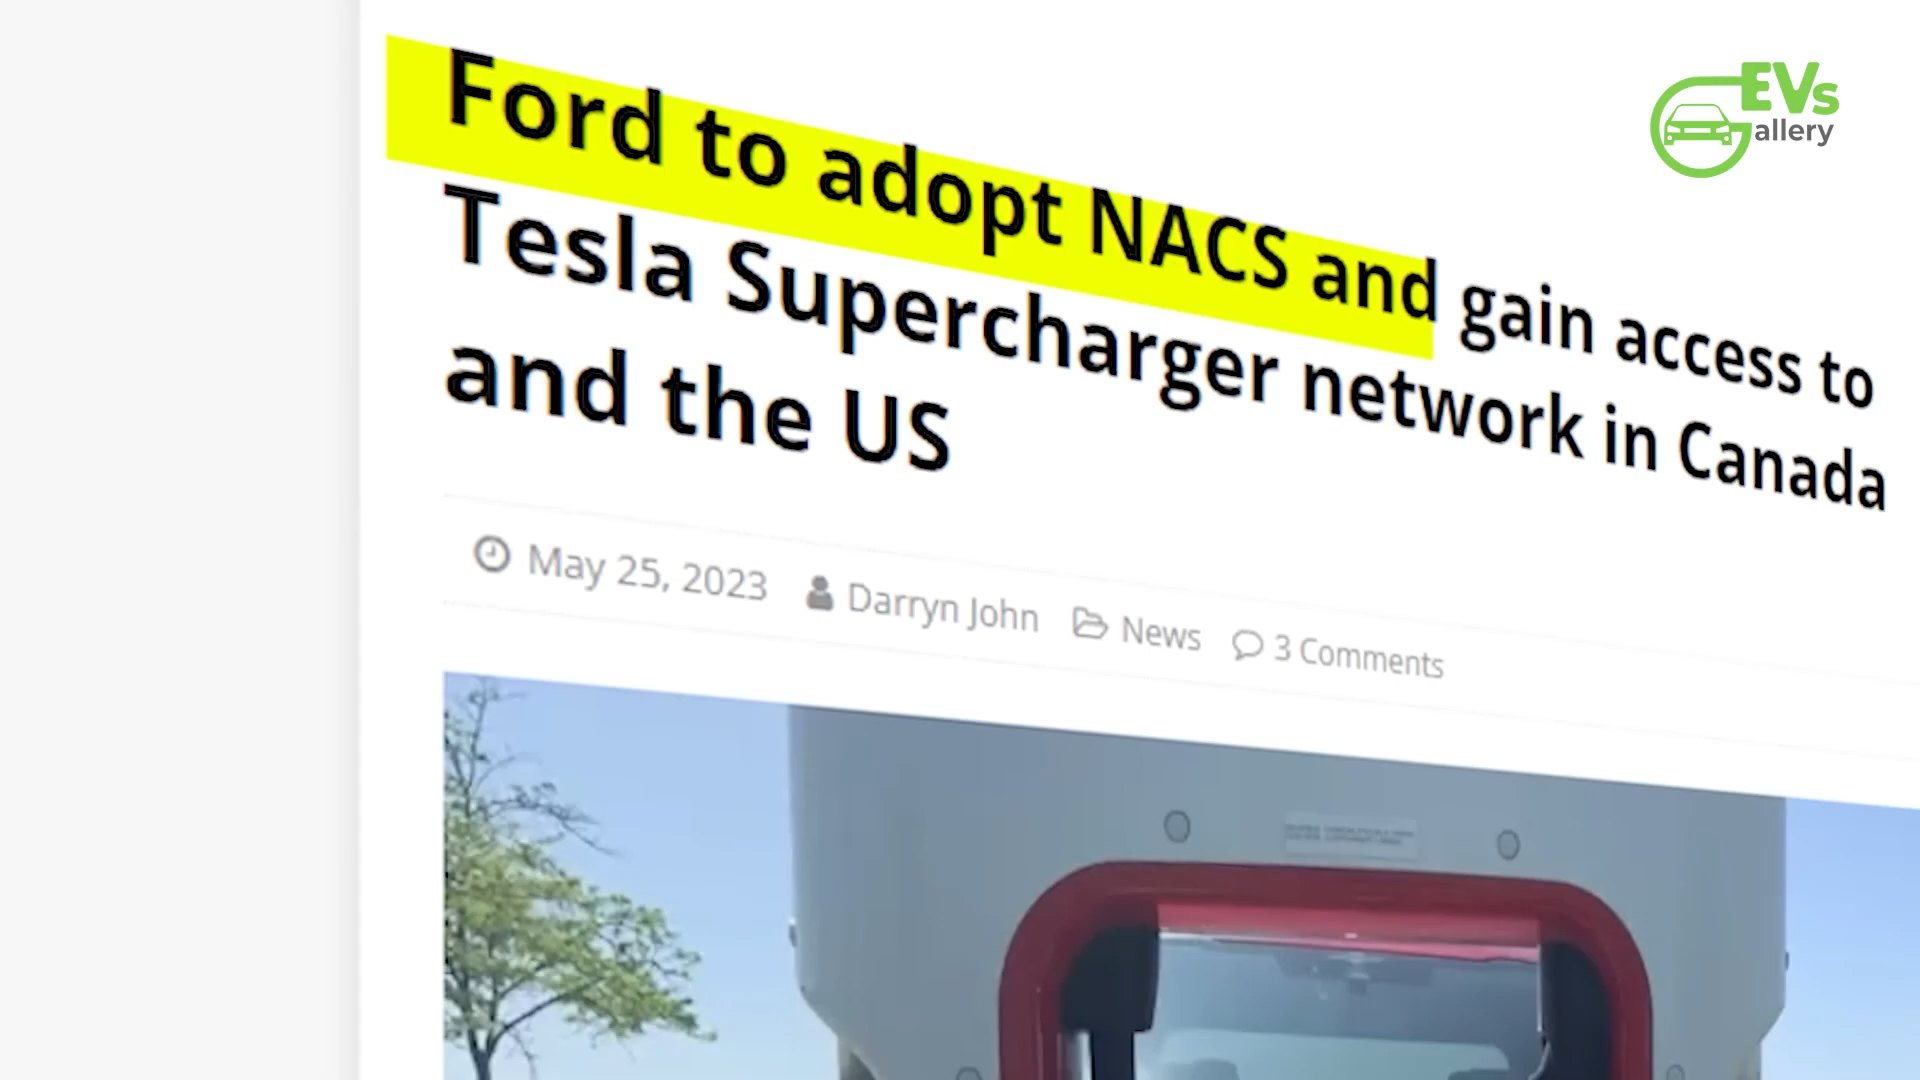 Ford to adopt NACS and gain access to
Tesla Supercharger network in Canada
and the US
May 25, 2023 Darryn John News 3 Comments
EVs
Gallery